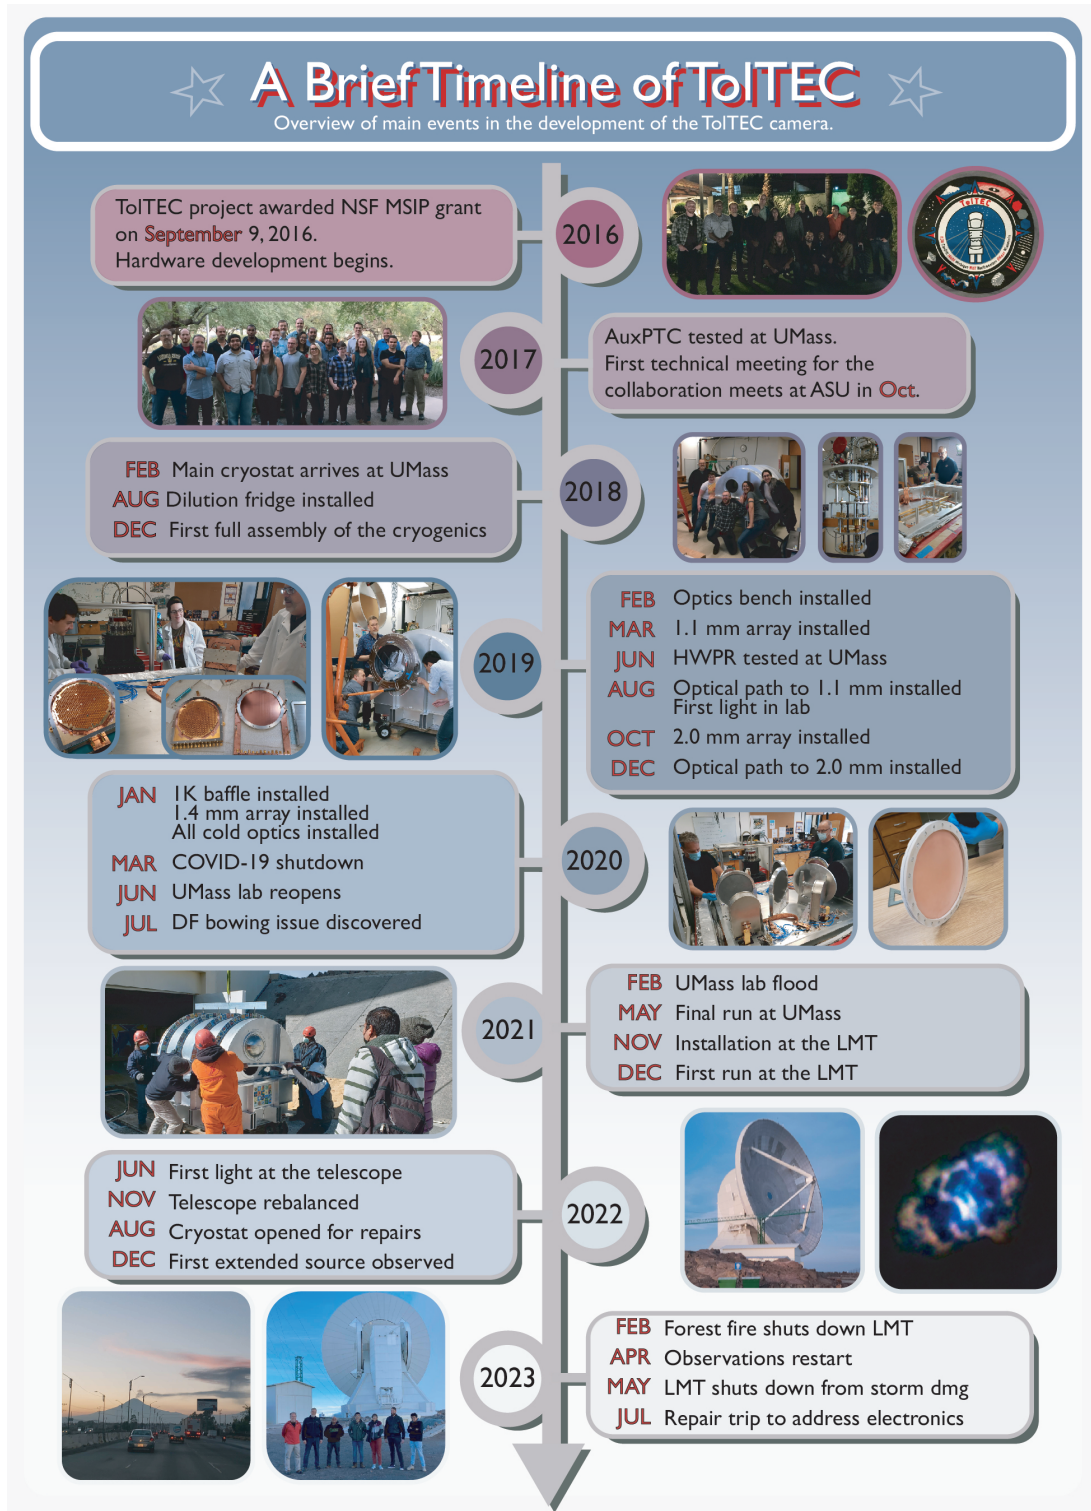 A Brief Timeline of TolTEC
Overview of main events in the development of the TolTEC camera.
TolTEC project awarded NSF MSIP grant
on September 9, 2016.
Hardware development begins.
2016
TolTEC
2017
AuxPTC tested at UMass.
First technical meeting for the
collaboration meets at ASU in Oct.
FEB Main cryostat arrives at UMass
AUG Dilution fridge installed
DEC First full assembly of the cryogenics
2018
2019
FEB Optics bench installed
MAR 1.1 mm array installed
JUN HWPR tested at UMass
AUG Optical path to 1.1 mm installed
First light in lab
OCT 2.0 mm array installed
DEC Optical path to 2.0 mm installed
JAN 1K baffle installed
1.4 mm array installed
All cold optics installed
MAR COVID-19 shutdown
JUN UMass lab reopens
JUL DF bowing issue discovered
2020
2021
FEB UMass lab flood
MAY Final run at UMass
NOV Installation at the LMT
DEC First run at the LMT
JUN First light at the telescope
NOV Telescope rebalanced
AUG Cryostat opened for repairs
DEC First extended source observed
2022
2023
FEB Forest fire shuts down LMT
APR Observations restart
MAY LMT shuts down from storm dmg
JUL Repair trip to address electronics